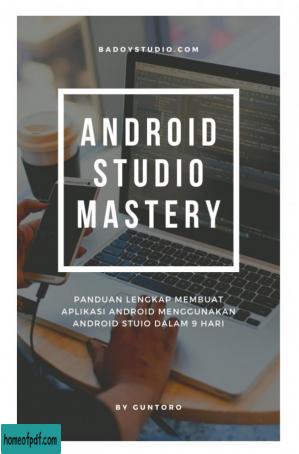 BADOYSTUDIO.COM
ANDROID
STUDIO
MASTERY
PANDUAN LENGKAP MEMBUAT
APLIKASI ANDROID MENGGUNAKAN
ANDROID STUIO DALAM 9 HARI
BY GUNTORO
homeofpdf.com